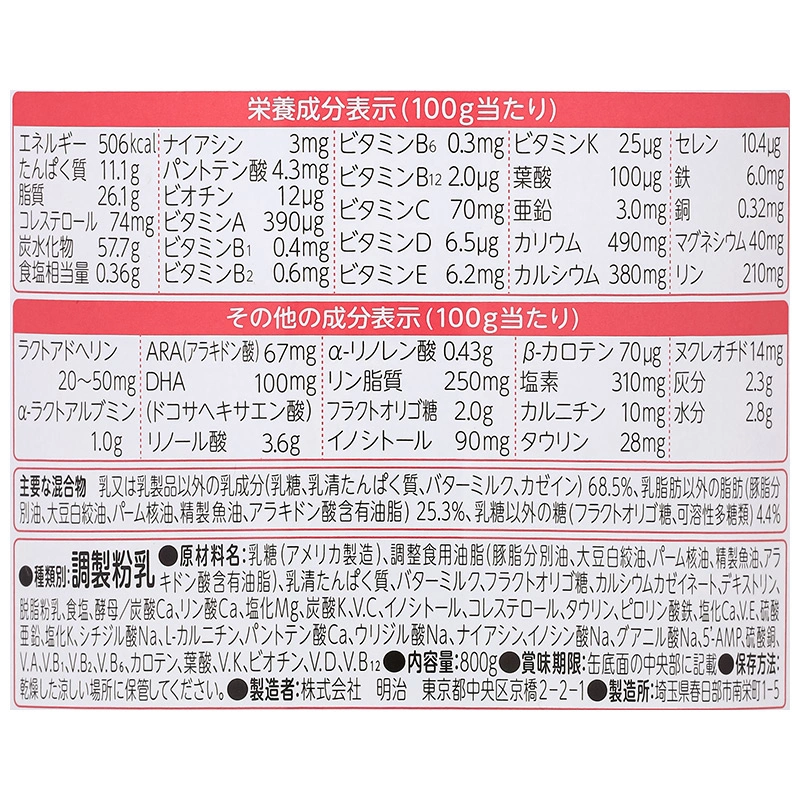 栄養成分表示(100g当たり)
エネルギー 506kcal
たんぱく質 11.1g
脂質 26.1g
コレステロール 74mg
炭水化物 57.7g
食塩相当量 0.36g
ナイアシン 3mg
パントテン酸 4.3mg
ビオチン 12μg
ビタミンA 390μg
ビタミンB1 0.4mg
ビタミンB2 0.6mg
ビタミンB6 0.3mg
ビタミンB12 2.0μg
ビタミンC 70mg
ビタミンD 6.5μg
ビタミンE 6.2mg
ビタミンK 25μg
葉酸 100μg
亜鉛 3.0mg
カリウム 490mg
カルシウム 380mg
セレン 10.4μg
鉄 6.0mg
銅 0.32mg
マグネシウム 40mg
リン 210mg
その他の成分表示(100g当たり)
ラクトアドヘリン
20〜50mg
α-ラクトアルブミン
1.0g
ARA(アラキドン酸) 67mg
DHA 100mg
(ドコサヘキサエン酸)
リノール酸 3.6g
α-リノレン酸 0.43g
リン脂質 250mg
フラクトオリゴ糖 2.0g
イノシトール 90mg
β-カロテン 70μg
塩素 310mg
カルニチン 10mg
タウリン 28mg
ヌクレオチド 14mg
灰分 2.3g
水分 2.8g
主要な混合物 乳又は乳製品以外の乳成分(乳糖、乳清たんぱく質、バターミルク、カゼイン) 68.5%、乳脂肪以外の脂肪(豚脂分
別油、大豆白絞油、パーム核油、精製魚油、アラキドン酸含有油脂) 25.3%、乳糖以外の糖(フラクトオリゴ糖、可溶性多糖類) 4.4%
●種類別:調製粉乳 ●原材料名:乳糖(アメリカ製造)、調整食用油脂(豚脂分別油、大豆白絞油、パーム核油、精製魚油、アラ
キドン酸含有油脂)、乳清たんぱく質、バターミルク、フラクトオリゴ糖、カルシウムカゼイネート、デキストリン、
脱脂粉乳、食塩、酵母/炭酸Ca、リン酸Ca、塩化Mg、炭酸K、V.C、イノシトール、コレステロール、タウリン、ピロリン酸鉄、塩化Ca、V.E、硫酸
亜鉛、塩化K、シチジル酸Na、L-カルニチン、パントテン酸Ca、ウリジル酸Na、ナイアシン、イノシン酸Na、グアニル酸Na、5'-AMP、硫酸銅、
V.A、V.B1、V.B2、V.B6、カロテン、葉酸、V.K、ビオチン、V.D、V.B12 ●内容量:800g ●賞味期限:缶底面の中央部に記載 ●保存方法:
乾燥した涼しい場所に保管してください。 ●製造者:株式会社 明治 東京都中央区京橋2-2-1 ●製造所:埼玉県春日部市南栄町1-5